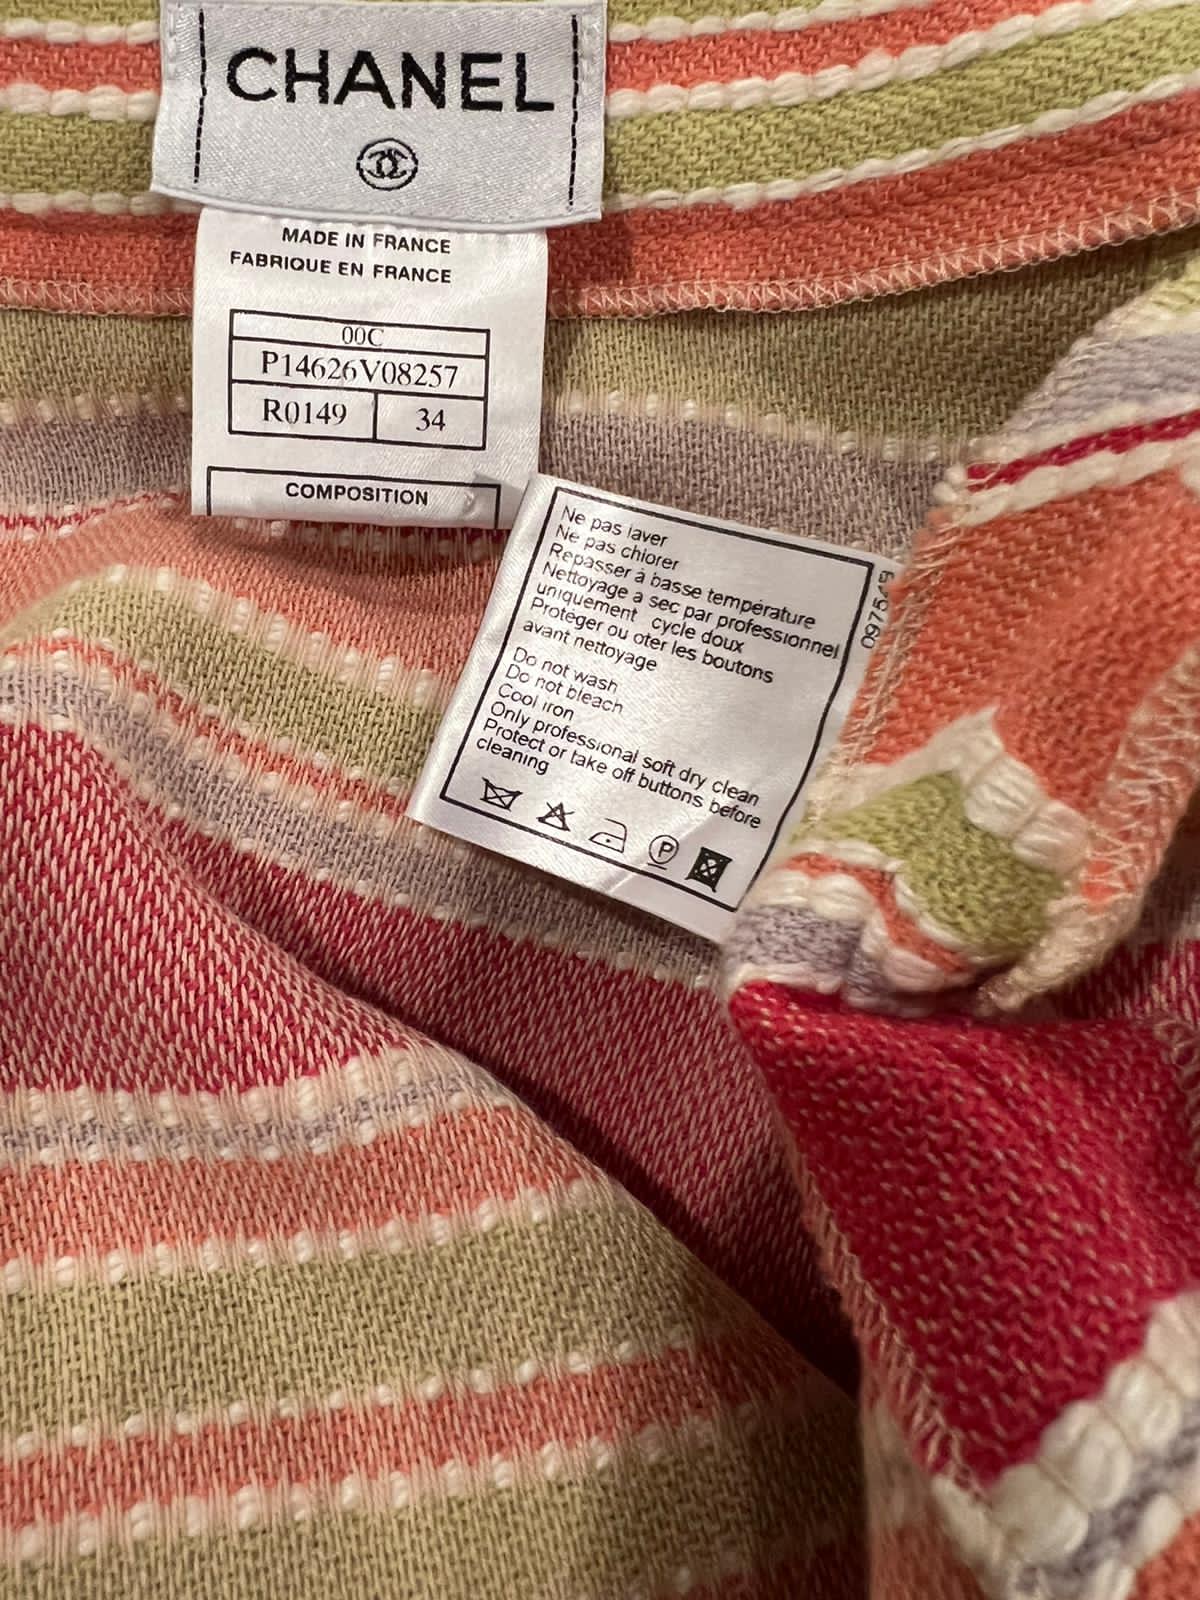 CHANEL
MADE IN FRANCE
FABRIQUE EN FRANCE
00C
P14626V08257
R0149 34
COMPOSITION
Ne pas laver
Ne pas chlorer
Repasser à basse température
Nettoyage a sec par professionnel
uniquement cycle doux
Protéger ou oter les boutons
avant nettoyage
Do not wash
Do not bleach
Cool iron
Only professional soft dry clean
Protect or take off buttons before
cleaning
P
097545